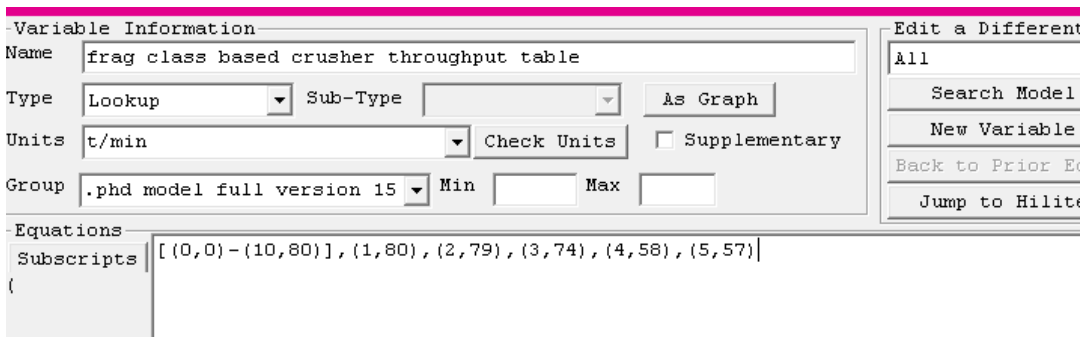 Variable Information
Edit a Different
Name frag class based crusher throughput table
All
Type Lookup Sub-Type As Graph
Search Model
Units t/min Check Units Supplementary
New Variable
Back to Prior Ed
Group .phd model full version 15 Min Max
Jump to Hilite
Equations
Subscripts [(0,0)-(10,80)],(1,80),(2,79),(3,74),(4,58),(5,57)
(